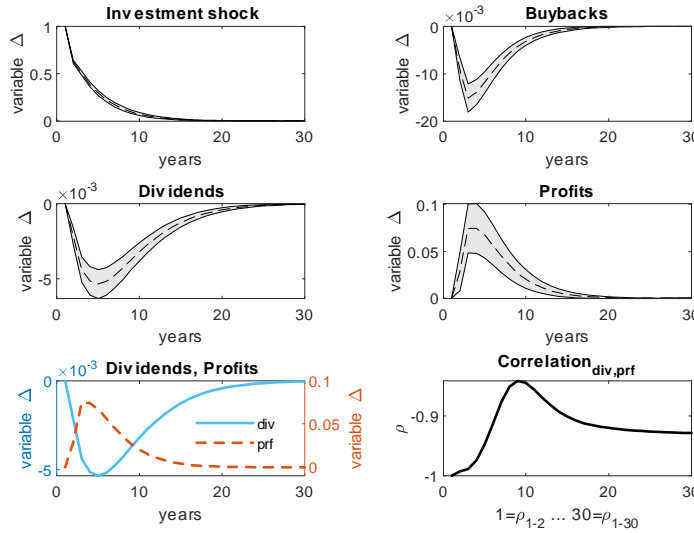 Investment shock
variable Δ
1
0.5
0
0
10
20
30
years
Buybacks
×10⁻³
variable Δ
0
-10
-20
0
10
20
30
years
Dividends
×10⁻³
variable Δ
0
-5
0
10
20
30
years
Profits
variable Δ
0.1
0.05
0
0
10
20
30
years
Dividends, Profits
×10⁻³
variable Δ
0
-5
0.1
0.05
0
variable Δ
div
prf
0
10
20
30
years
Correlation_div,prf
ρ
-0.9
-1
0
10
20
30
1=ρ₁₋₂ ... 30=ρ₁₋₃₀